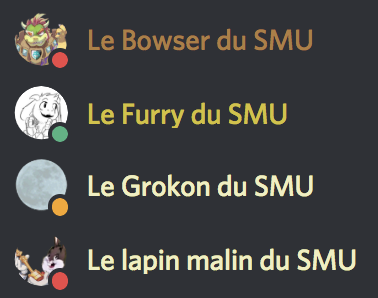 Le Bowser du SMU
Le Furry du SMU
Le Grokon du SMU
Le lapin malin du SMU